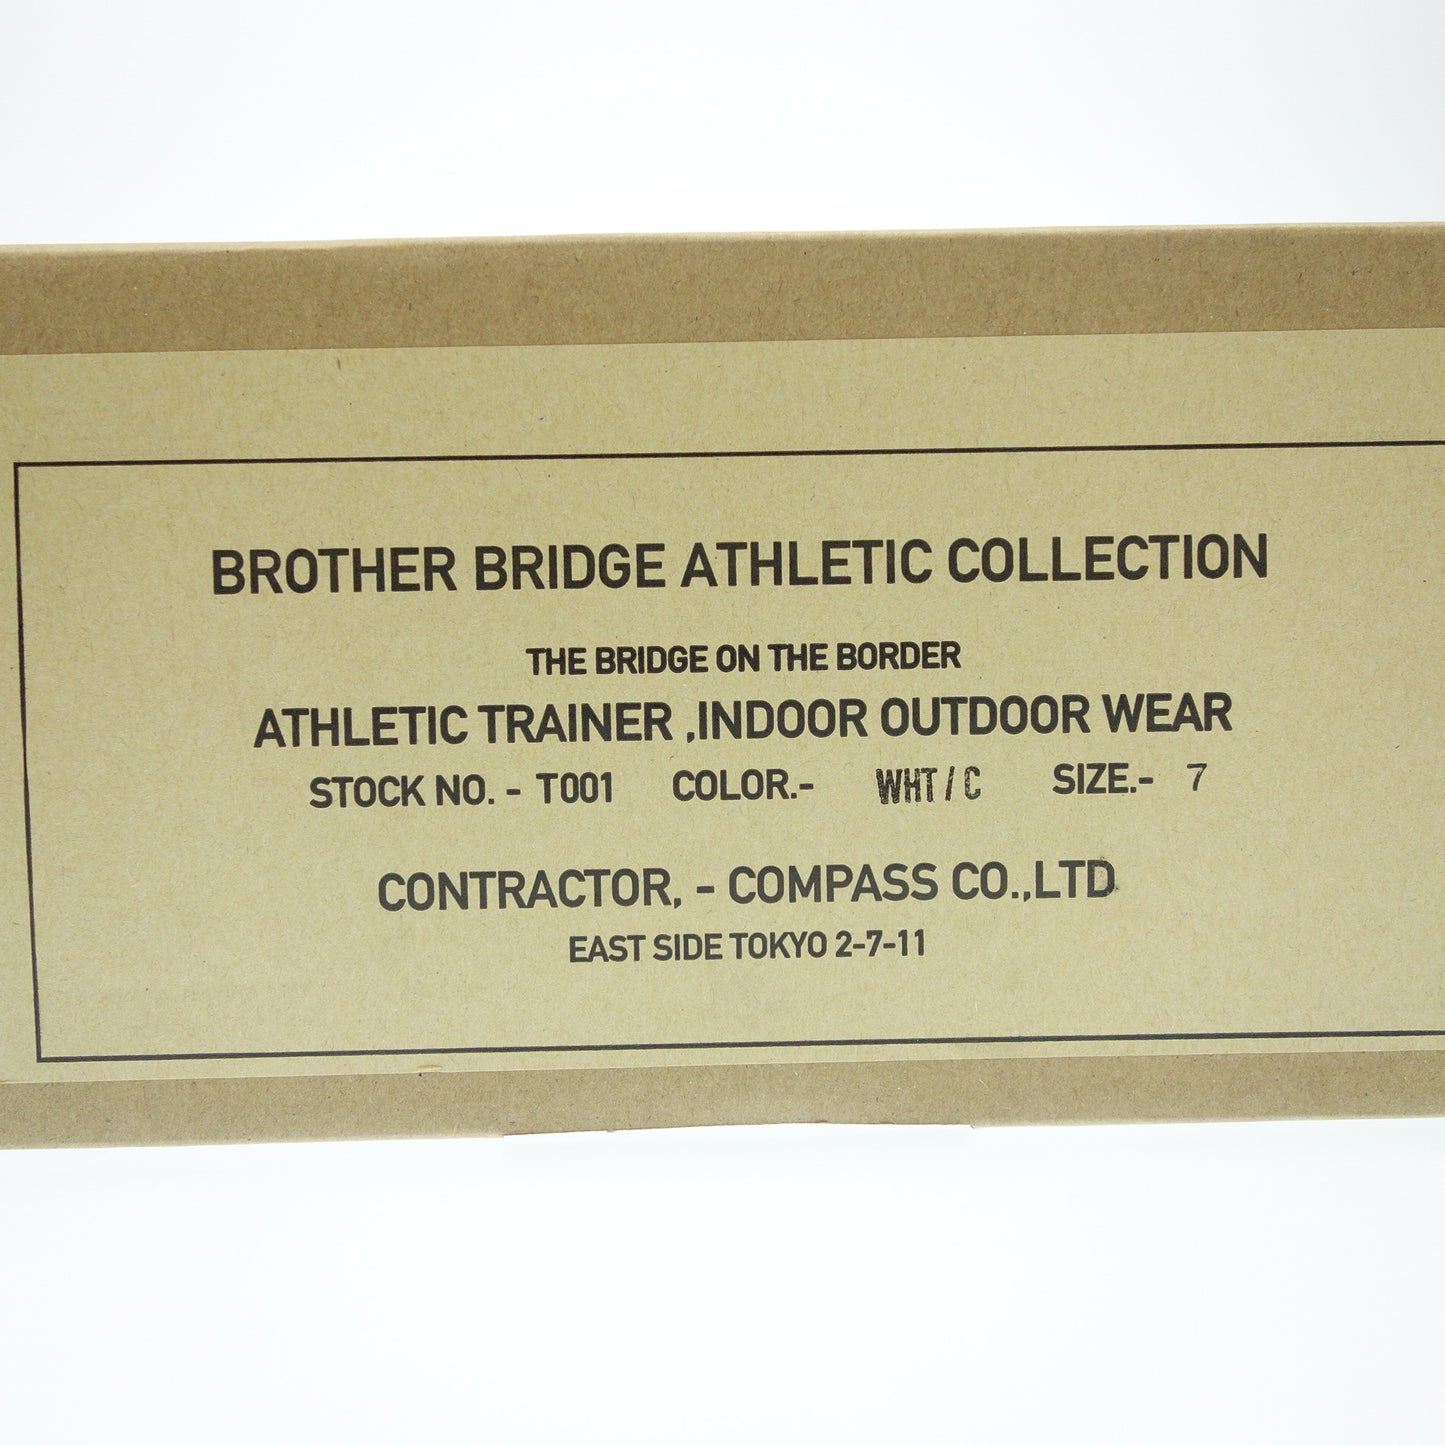 BROTHER BRIDGE ATHLETIC COLLECTION
THE BRIDGE ON THE BORDER
ATHLETIC TRAINER ,INDOOR OUTDOOR WEAR
STOCK NO. - T001 COLOR.- WHT/C SIZE.- 7
CONTRACTOR, - COMPASS CO.,LTD
EAST SIDE TOKYO 2-7-11